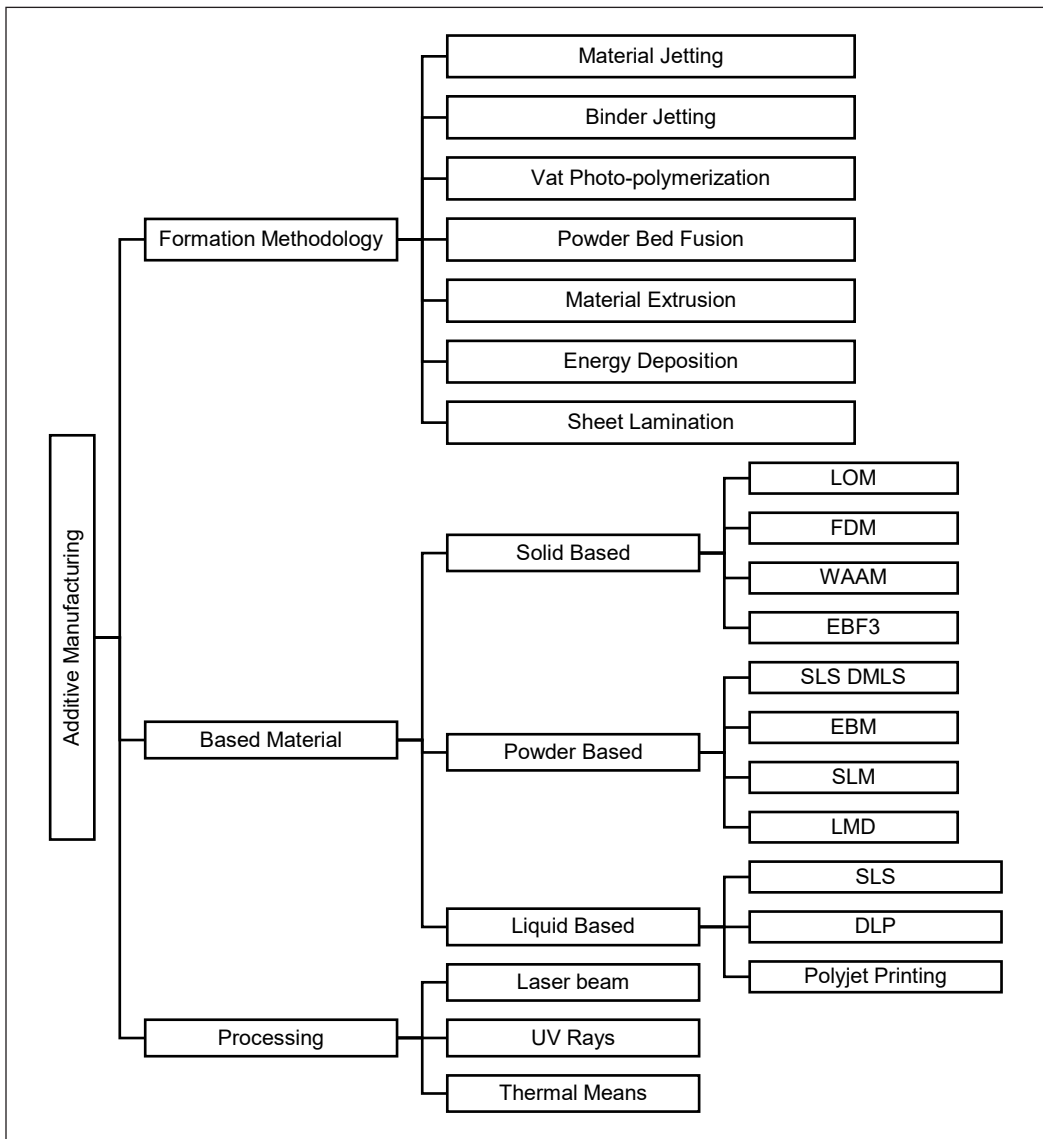 Additive Manufacturing
Formation Methodology
Material Jetting
Binder Jetting
Vat Photo-polymerization
Powder Bed Fusion
Material Extrusion
Energy Deposition
Sheet Lamination
Based Material
Solid Based
LOM
FDM
WAAM
EBF3
Powder Based
SLS DMLS
EBM
SLM
LMD
Liquid Based
SLS
DLP
Polyjet Printing
Processing
Laser beam
UV Rays
Thermal Means